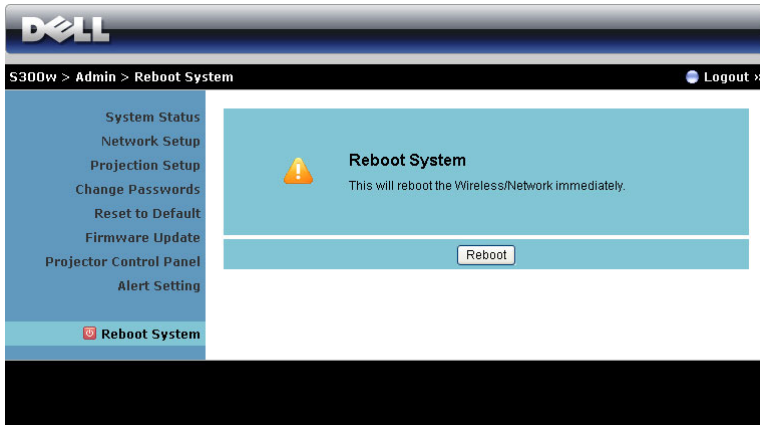 DELL
S300w > Admin > Reboot System
Logout »
System Status
Network Setup
Projection Setup
Change Passwords
Reset to Default
Firmware Update
Projector Control Panel
Alert Setting
Reboot System
Reboot System
This will reboot the Wireless/Network immediately.
Reboot